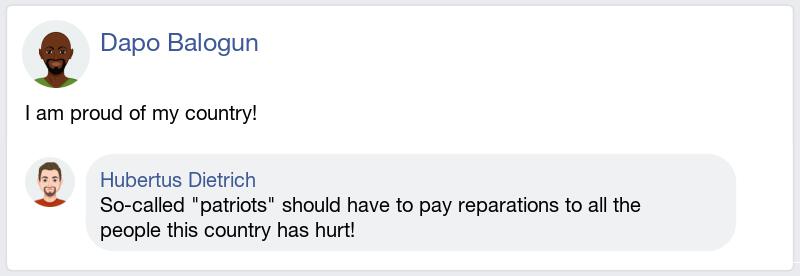 Dapo Balogun
I am proud of my country!
Hubertus Dietrich
So-called "patriots" should have to pay reparations to all the
people this country has hurt!